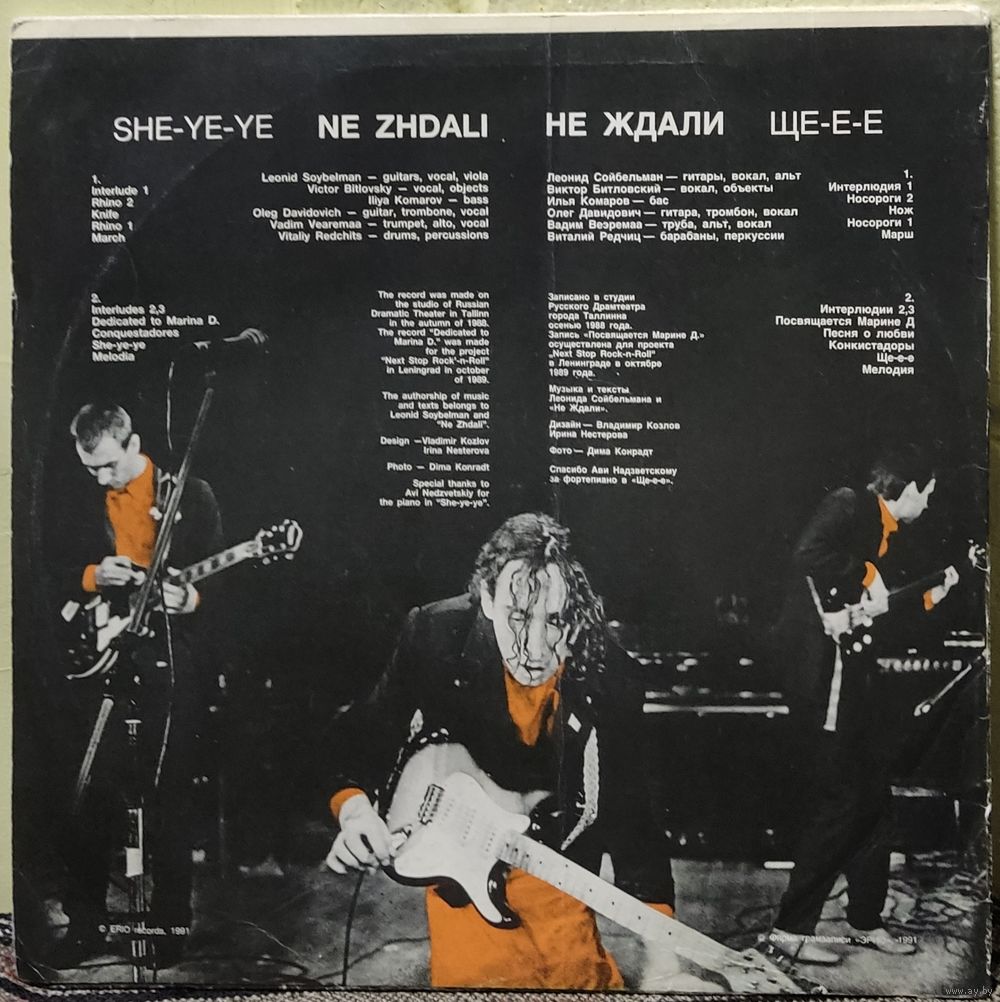 SHE-YE-YE NE ZHDALI НЕ ЖДАЛИ ЩЕ-Е-Е
1.
Interlude 1
Rhino 2
Knife
Rhino 1
March
Leonid Soybelman — guitars, vocal, viola
Victor Bitlovsky — vocal, objects
Iliya Komarov — bass
Oleg Davidovich — guitar, trombone, vocal
Vadim Vearemaa — trumpet, alto, vocal
Vitaliy Redchits — drums, percussions
Леонид Сойбельман — гитары, вокал, альт
Виктор Битловский — вокал, объекты
Илья Комаров — бас
Олег Давидович — гитара, тромбон, вокал
Вадим Веэремаа — труба, альт, вокал
Виталий Редчиц — барабаны, перкуссии
1.
Интерлюдия 1
Носороги 2
Нож
Носороги 1
Марш
2.
Interludes 2,3
Dedicated to Marina D.
Conquestadores
She-ye-ye
Melodia
The record was made on
the studio of Russian
Dramatic Theater in Tallinn
in the autumn of 1988.
The record "Dedicated to
Marina D." was made
for the project
"Next Stop Rock'-n-Roll"
in Leningrad in october
of 1989.
The authorship of music
and texts belongs to
Leonid Soybelman and
"Ne Zhdali".
Design —Vladimir Kozlov
Irina Nesterova
Photo — Dima Konradt
Special thanks to
Avi Nedzvetskiy for
the piano in "She-ye-ye".
Записано в студии
Русского Драмтеатра
города Таллинна
осенью 1988 года.
Запись «Посвящается Марине Д.»
осуществлена для проекта
„Next Stop Rock-n-Roll"
в Ленинграде в октябре
1989 года.
Музыка и тексты
Леонида Сойбельмана и
«Не Ждали».
Дизайн — Владимир Козлов
Ирина Нестерова
Фото — Дима Конрадт
Спасибо Ави Надзветскому
за фортепиано в «Ще-е-е».
2.
Интерлюдии 2,3
Посвящается Марине Д
Песня о любвия
Конкистадоры
Ще-е-е
Мелодия
© ERIO records, 1991
© Фирма грамзаписи «ЭРИО», 1991
www.ay.by